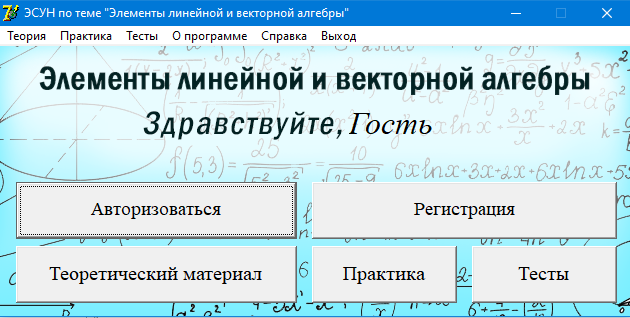 ЭСУН по теме "Элементы линейной и векторной алгебры"
Теория Практика Тесты О программе Справка Выход
Элементы линейной и векторной алгебры
Здравствуйте, Гость
Авторизоваться Регистрация
Теоретический материал Практика Тесты